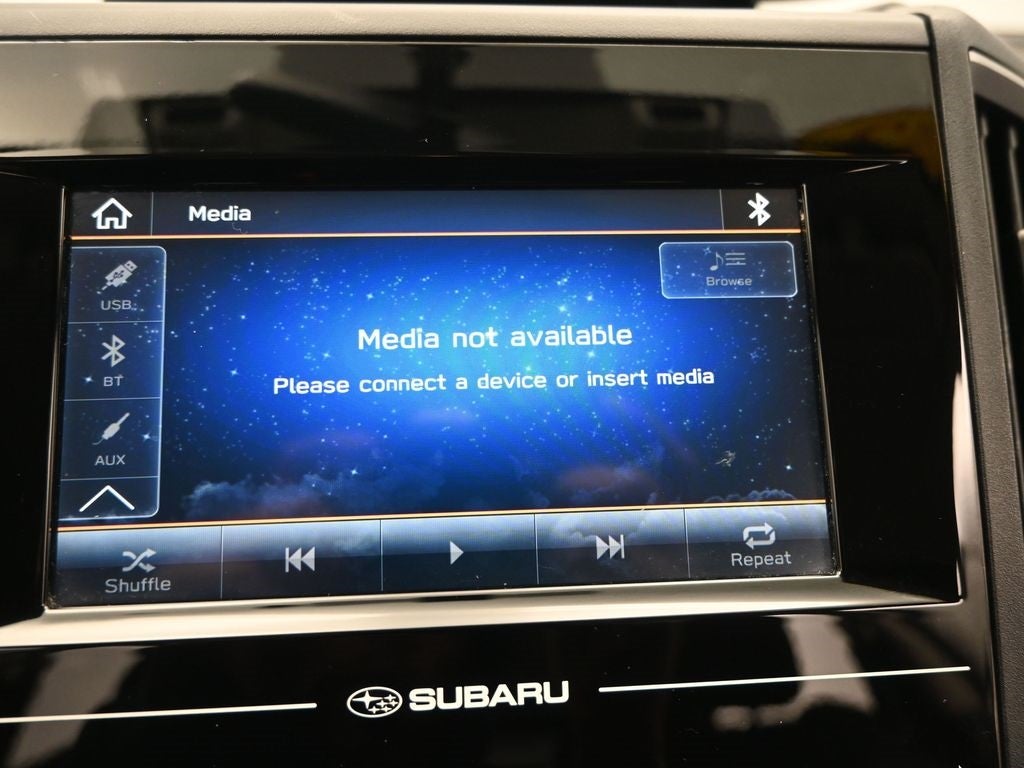 Media
USB
Browse
Media not available
BT
Please connect a device or insert media
AUX
Shuffle
Repeat
SUBARU